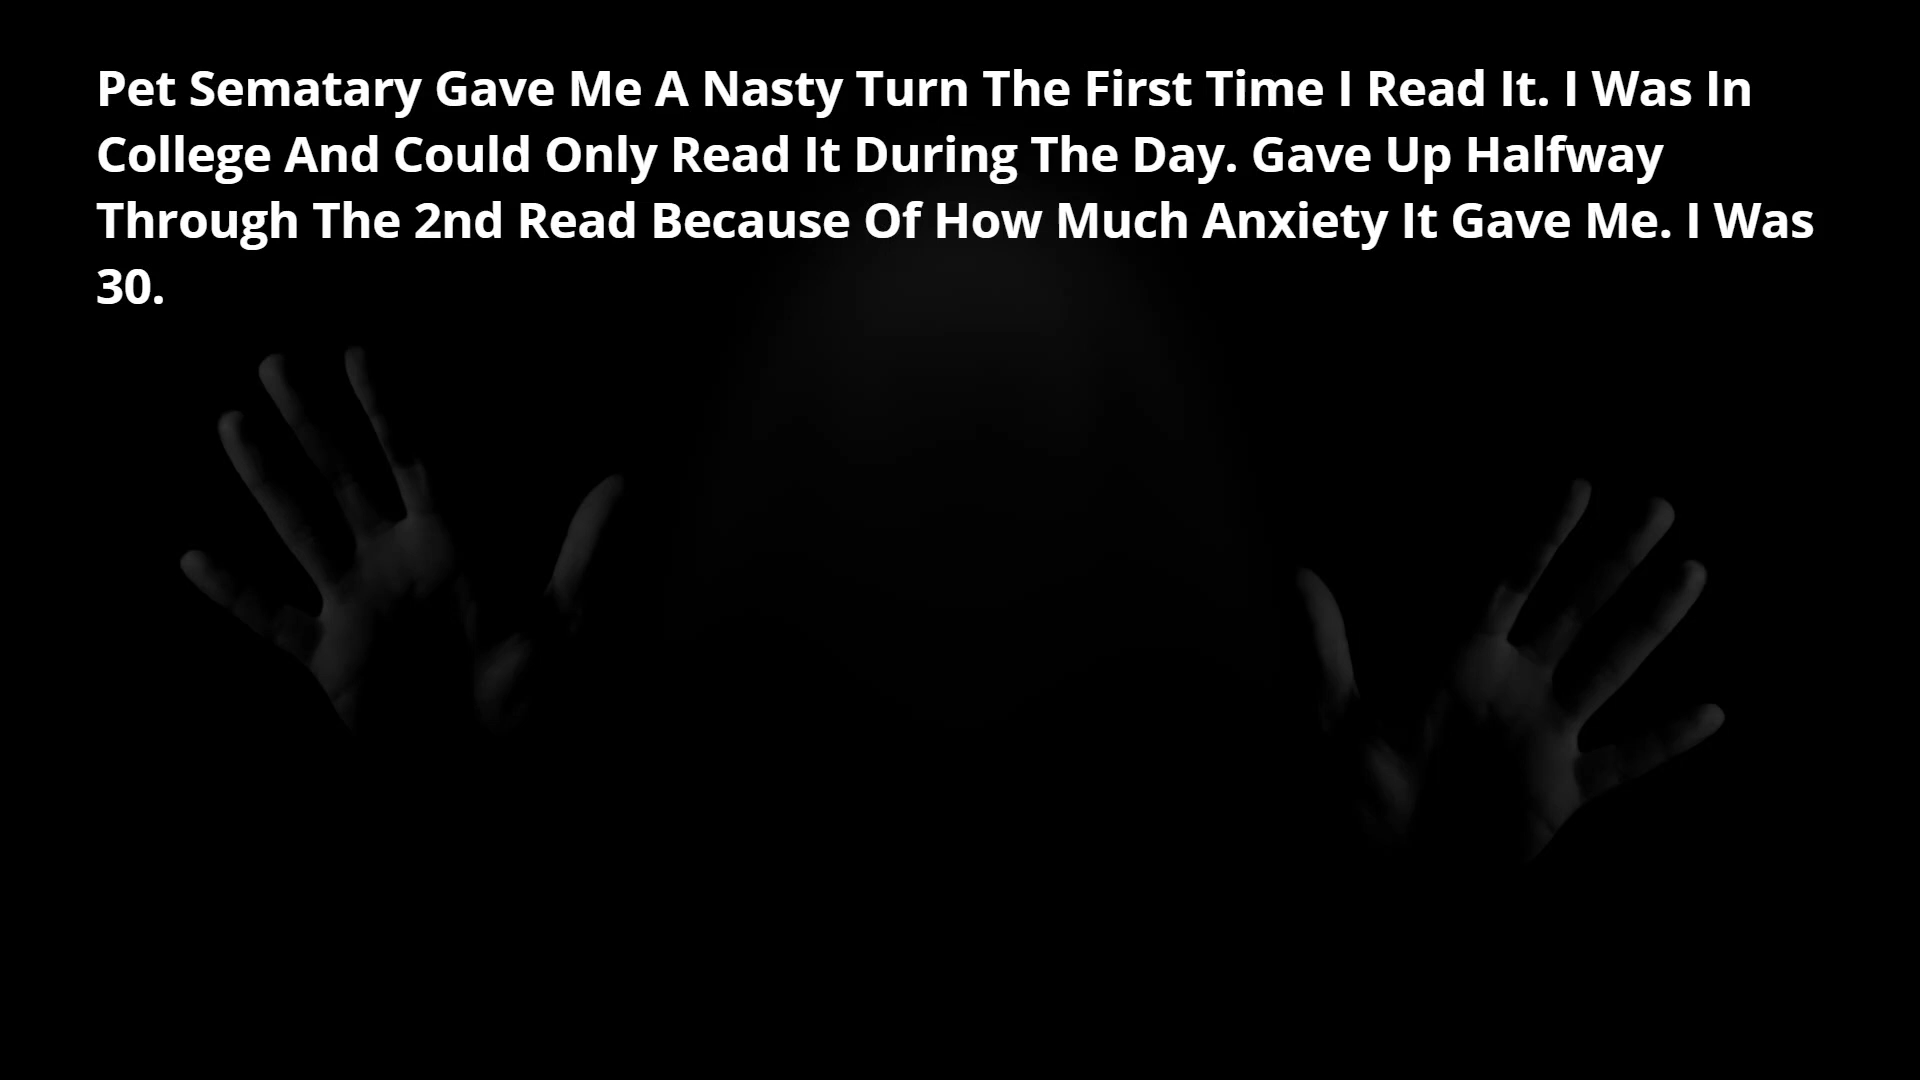 Pet Sematary Gave Me A Nasty Turn The First Time I Read It. I Was In
College And Could Only Read It During The Day. Gave Up Halfway
Through The 2nd Read Because Of How Much Anxiety It Gave Me. I Was
30.